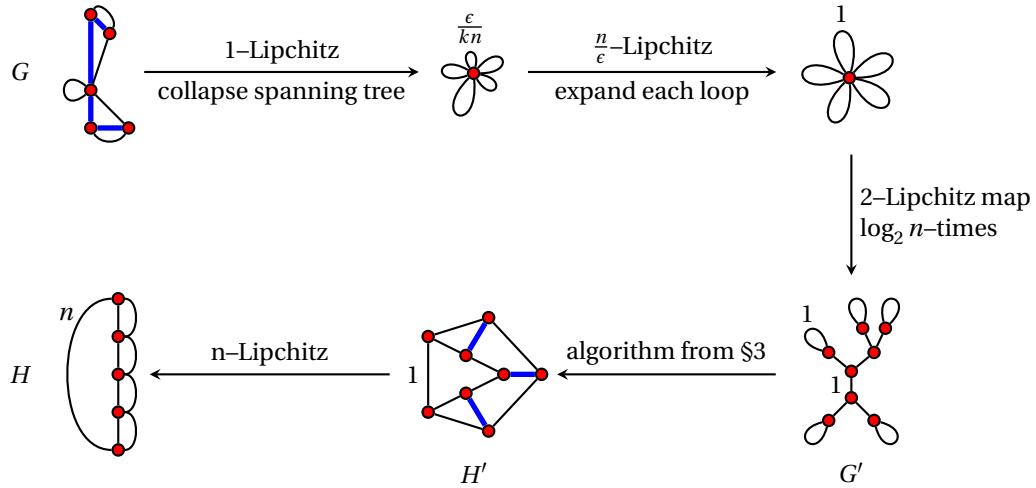 G
1–Lipchitz
collapse spanning tree
ϵ/kn
n/ϵ–Lipchitz
expand each loop
1
2–Lipchitz map
log₂ n–times
H
n
n–Lipchitz
1
H′
algorithm from §3
1
1
G′